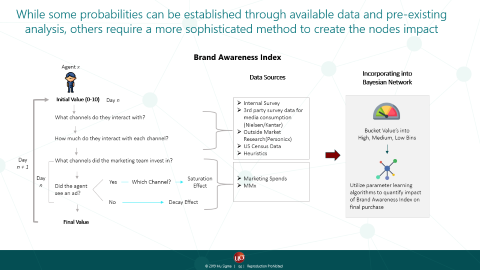 While some probabilities can be established through available data and pre-existing
analysis, others require a more sophisticated method to create the nodes impact
Brand Awareness Index
Agent x
Data Sources
Incorporating into
Bayesian Network
Initial Value (0-10)
Day n
What channels do they interact with?
How much do they interact with each channel?
What channels did the marketing team invest in?
Day
n + 1
Day
n
Did the agent
see an ad?
Yes
Which Channel?
Saturation
Effect
No
Decay Effect
Final Value
➢ Internal Survey
➢ 3rd party survey data for
media consumption
(Nielsen/Kantar)
➢ Outside Market
Research(Personicx)
➢ US Census Data
➢ Heuristics
➢ Marketing Spends
➢ MMx
Bucket Value's into
High, Medium, Low Bins
Utilize parameter learning
algorithms to quantify impact
of Brand Awareness Index on
final purchase
Reproduction Prohibited